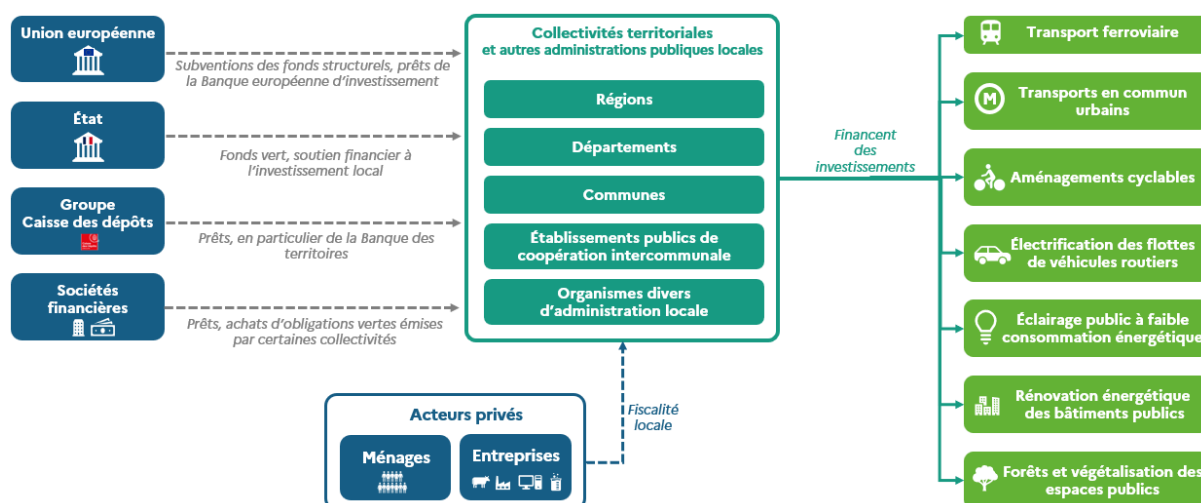 Union européenne
Subventions des fonds structurels, prêts de
la Banque européenne d'investissement
État
Fonds vert, soutien financier à
l'investissement local
Groupe
Caisse des dépôts
Prêts, en particulier de la Banque des
territoires
Sociétés
financières
Prêts, achats d'obligations vertes émises
par certaines collectivités
Collectivités territoriales
et autres administrations publiques locales
Régions
Départements
Communes
Établissements publics de
coopération intercommunale
Organismes divers
d'administration locale
Acteurs privés
Ménages
Entreprises
Fiscalité
locale
Financent
des
investissements
Transport ferroviaire
M
Transports en commun
urbains
Aménagements cyclables
Électrification des flottes
de véhicules routiers
Éclairage public à faible
consommation énergétique
Rénovation énergétique
des bâtiments publics
Forêts et végétalisation des
espaces publics